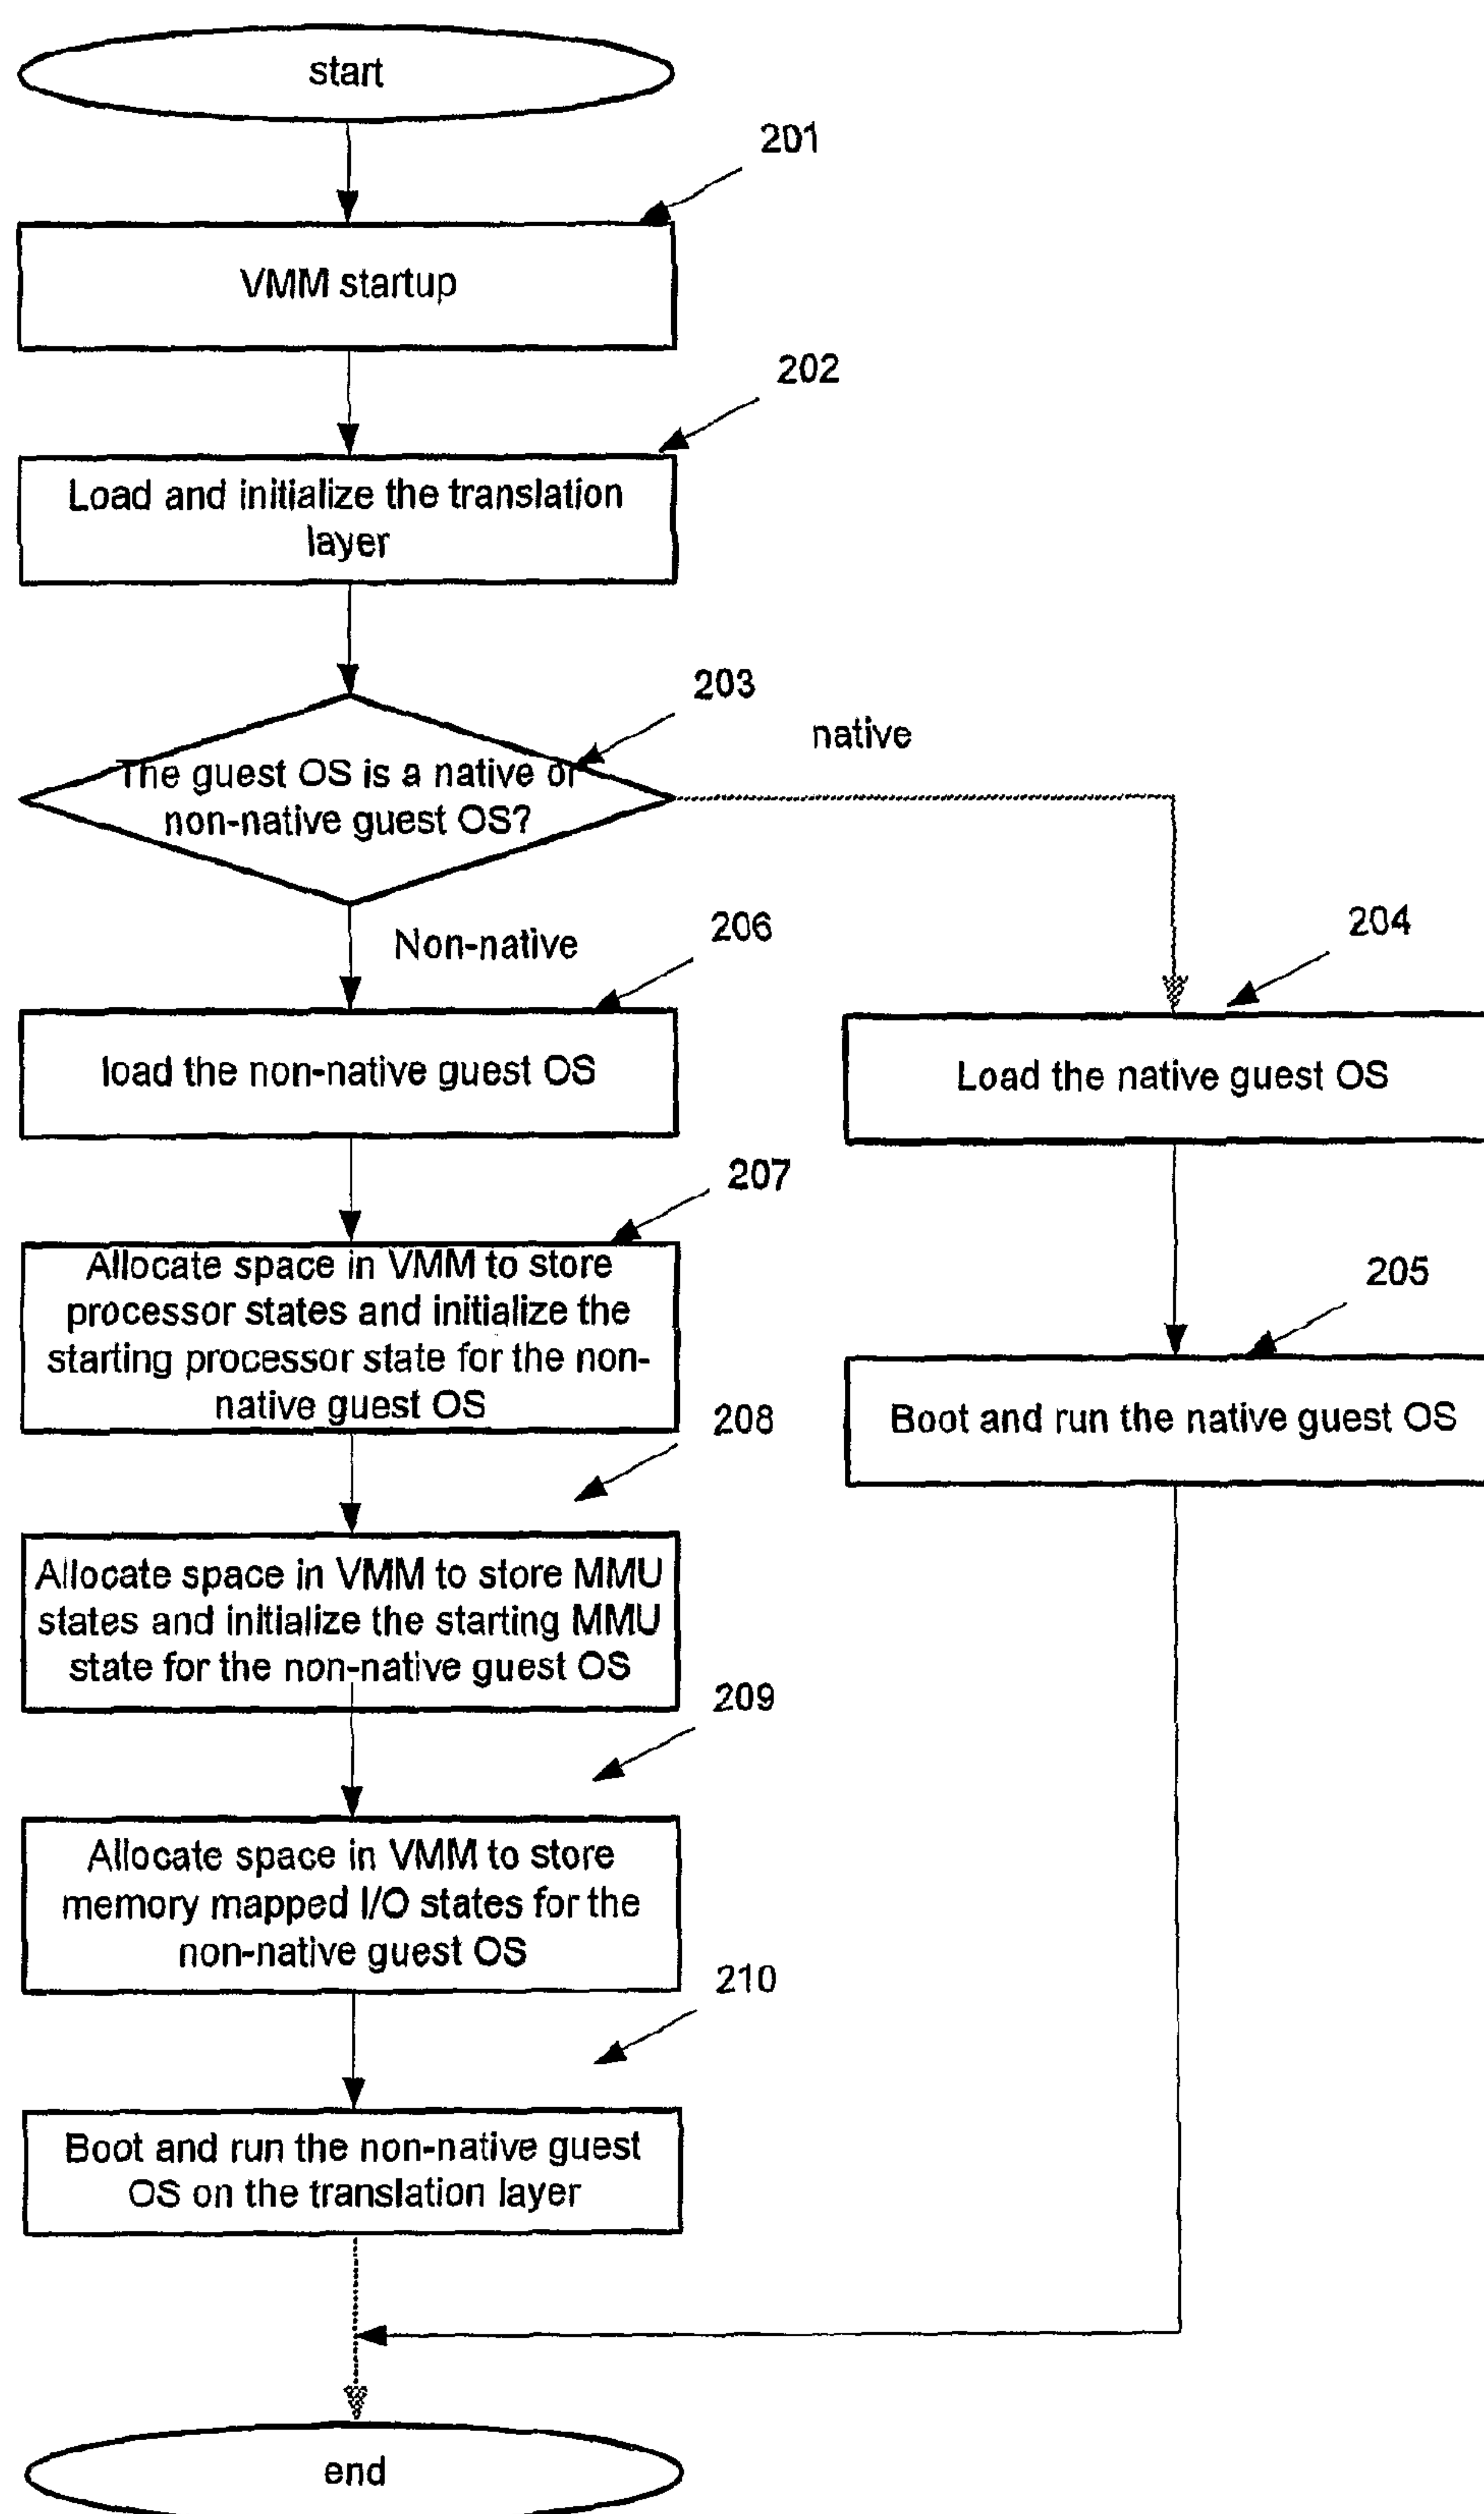 start
201
VMM startup
202
Load and initialize the translation
layer
203
native
The guest OS is a native or
non-native guest OS?
Non-native
206
204
load the non-native guest OS
Load the native guest OS
207
Allocate space in VMM to store
processor states and initialize the
starting processor state for the non-
native guest OS
205
Boot and run the native guest OS
208
Allocate space in VMM to store MMU
states and initialize the starting MMU
state for the non-native guest OS
209
Allocate space in VMM to store
memory mapped I/O states for the
non-native guest OS
210
Boot and run the non-native guest
OS on the translation layer
end